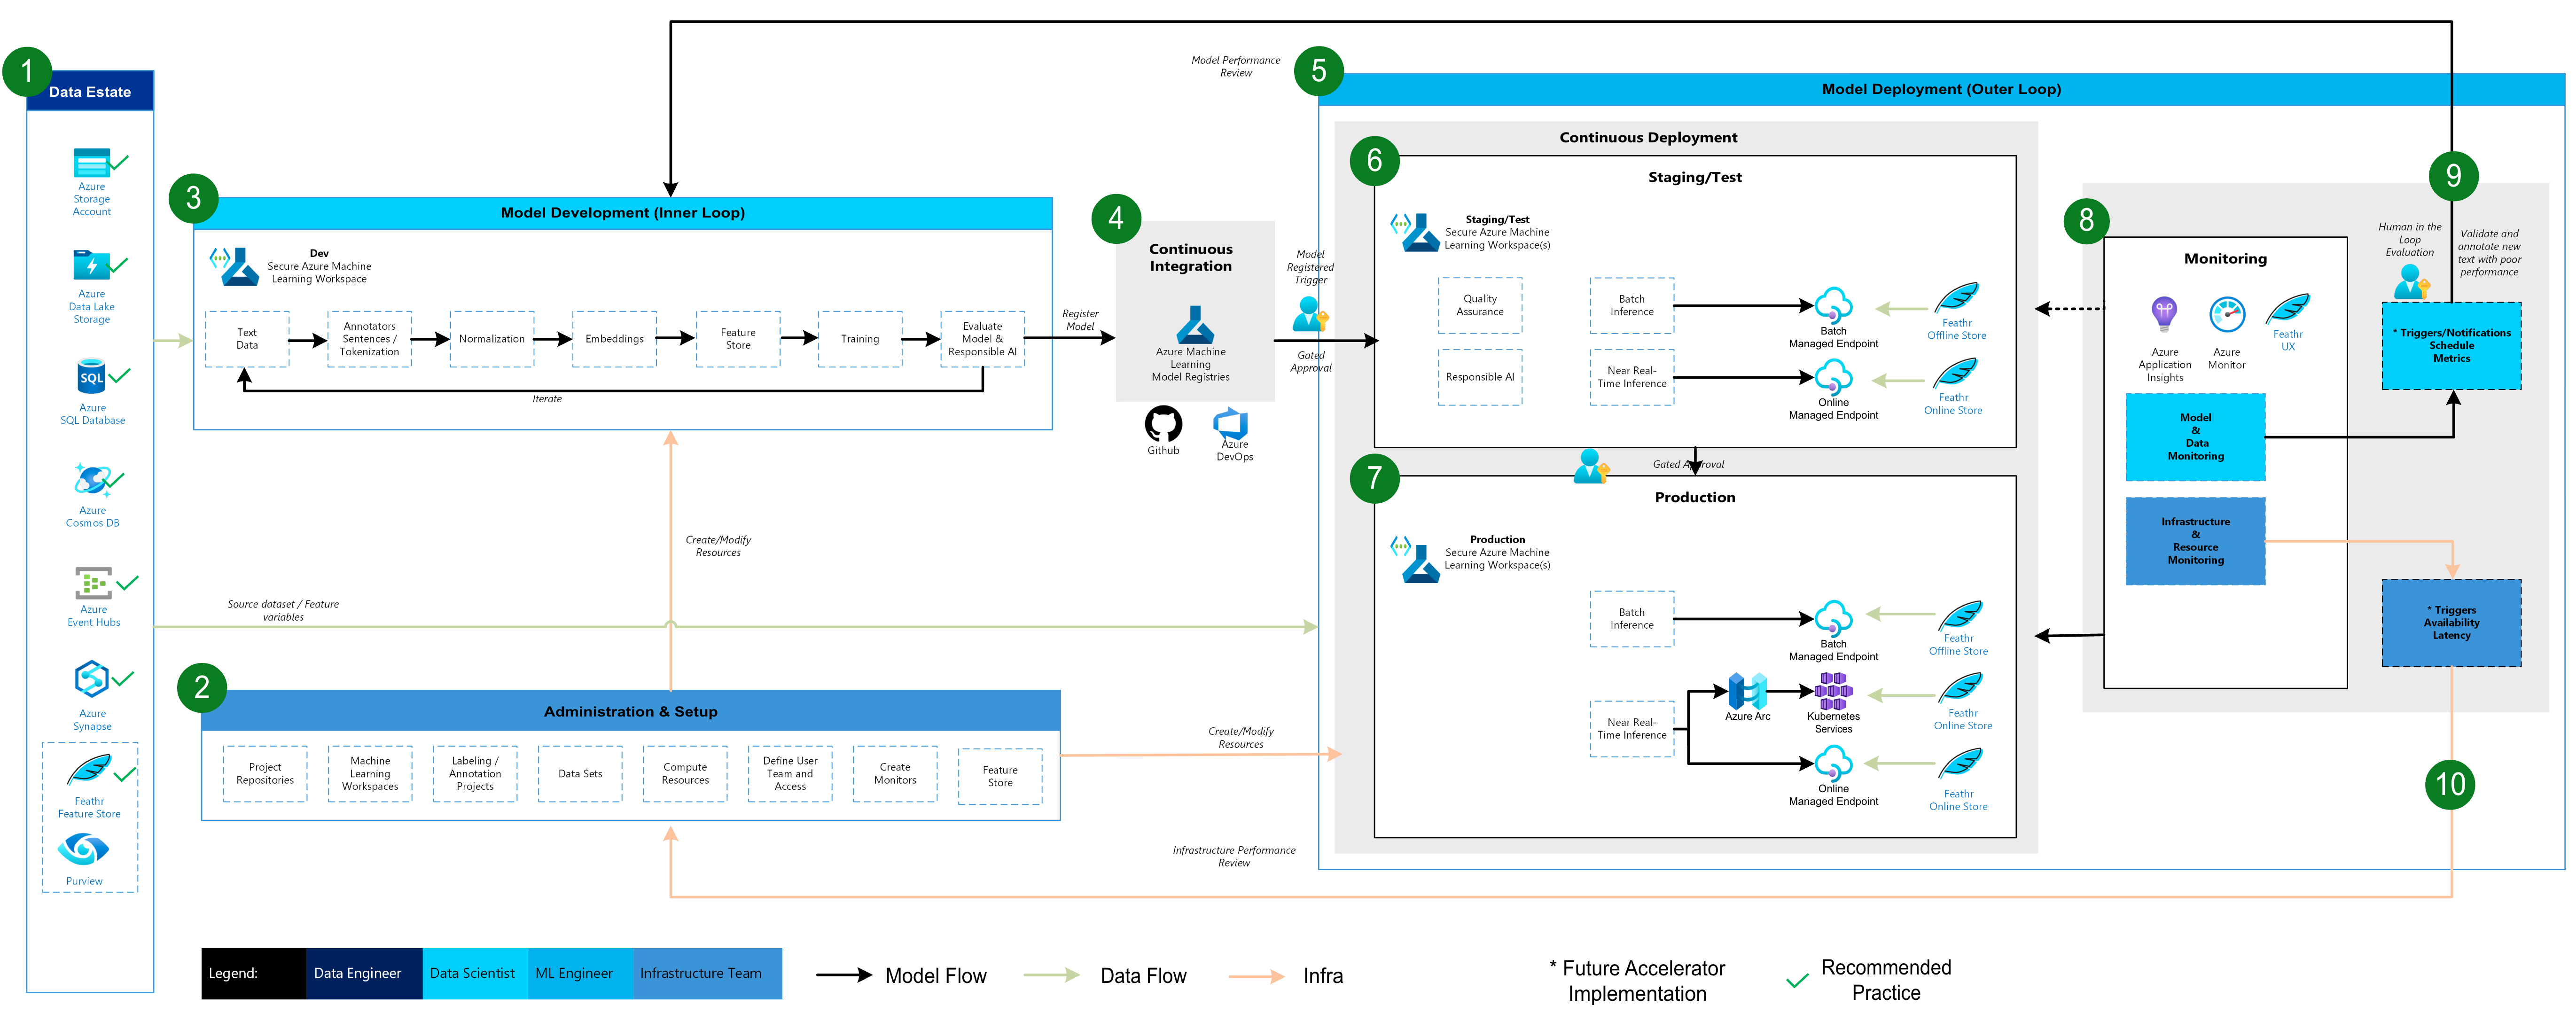 1
Data Estate
Azure
Storage
Account
Azure
Data Lake
Storage
SQL
Azure
SQL Database
Azure
Cosmos DB
Azure
Event Hubs
Azure
Synapse
Feathr
Feature Store
Purview
3
Model Development (Inner Loop)
Dev
Secure Azure Machine
Learning Workspace
Text
Data
Annotators
Sentences /
Tokenization
Normalization
Embeddings
Feature
Store
Training
Evaluate
Model &
Responsible AI
Iterate
Register
Model
Create/Modify
Resources
Source dataset / Feature
variables
2
Administration & Setup
Project
Repositories
Machine
Learning
Workspaces
Labeling /
Annotation
Projects
Data Sets
Compute
Resources
Define User
Team and
Access
Create
Monitors
Feature
Store
Create/Modify
Resources
Infrastructure Performance
Review
Model Performance
Review
4
Continuous
Integration
Azure Machine
Learning
Model Registries
Github
Azure
DevOps
Model
Registered
Trigger
Gated
Approval
5
Model Deployment (Outer Loop)
Continuous Deployment
6
Staging/Test
Staging/Test
Secure Azure Machine
Learning Workspace(s)
Quality
Assurance
Responsible AI
Batch
Inference
Near Real-
Time Inference
Batch
Managed Endpoint
Online
Managed Endpoint
Feathr
Offline Store
Feathr
Online Store
Gated Approval
7
Production
Production
Secure Azure Machine
Learning Workspace(s)
Batch
Inference
Batch
Managed Endpoint
Feathr
Offline Store
Near Real-
Time Inference
Azure Arc
Kubernetes
Services
Feathr
Online Store
Online
Managed Endpoint
Feathr
Online Store
8
Monitoring
Azure
Application
Insights
Azure
Monitor
Feathr
UX
Model
&
Data
Monitoring
Infrastructure
&
Resource
Monitoring
9
Human in the
Loop
Evaluation
Validate and
annotate new
text with poor
performance
* Triggers/Notifications
Schedule
Metrics
* Triggers
Availability
Latency
10
Legend:
Data Engineer
Data Scientist
ML Engineer
Infrastructure Team
Model Flow
Data Flow
Infra
* Future Accelerator
Implementation
Recommended
Practice